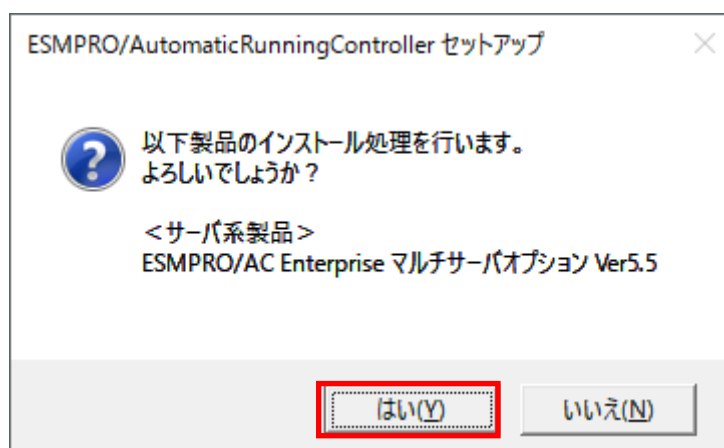 ESMPRO/AutomaticRunningController セットアップ
以下製品のインストール処理を行います。
よろしいでしょうか？
＜サーバ系製品＞
ESMPRO/AC Enterprise マルチサーバオプション Ver5.5
はい(Y)
いいえ(N)